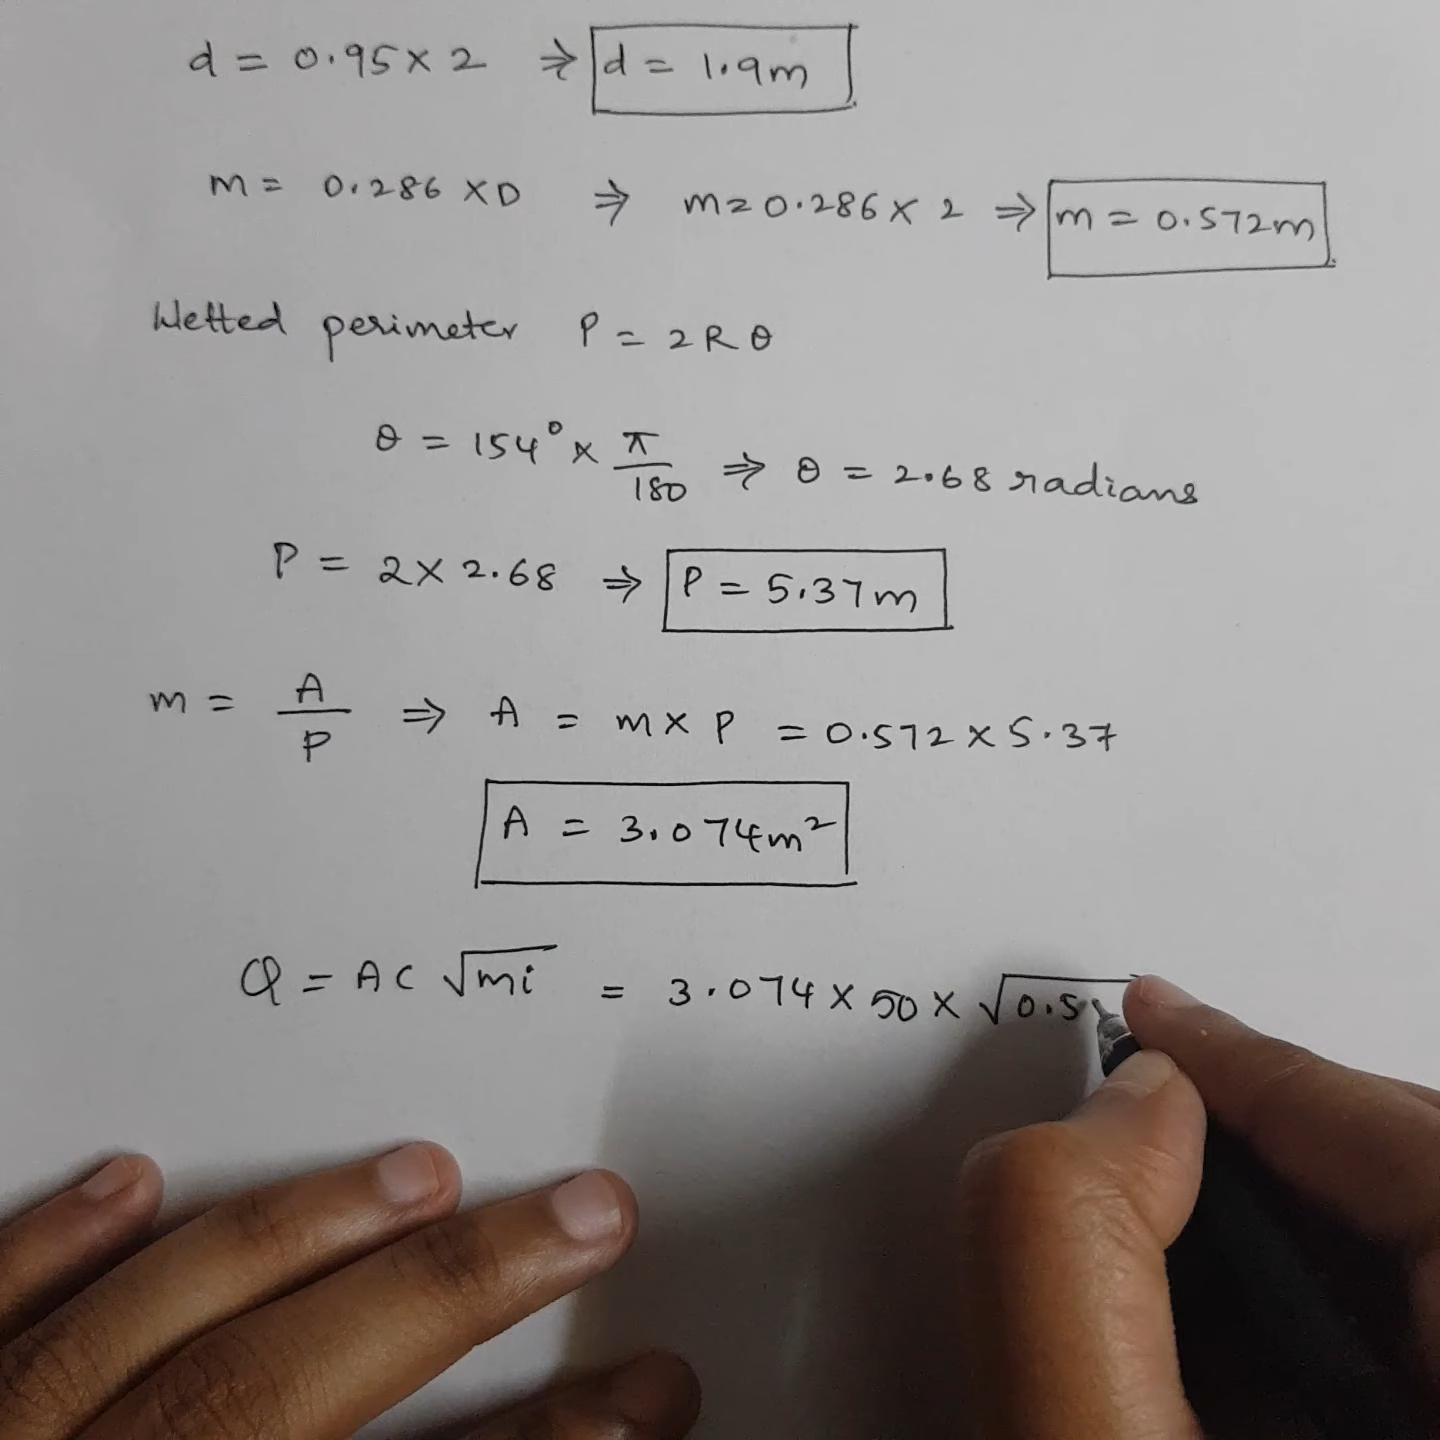 d = 0.95 × 2 ⇒ d = 1.9m
m = 0.286 × D ⇒ m = 0.286 × 2 ⇒ m = 0.572m
Wetted perimeter P = 2Rθ
θ = 154° × π/180 ⇒ θ = 2.68 radians
P = 2 × 2.68 ⇒ P = 5.37m
m = A/P ⇒ A = m × P = 0.572 × 5.37
A = 3.074m²
Q = AC √mi = 3.074 × 50 × √0.5